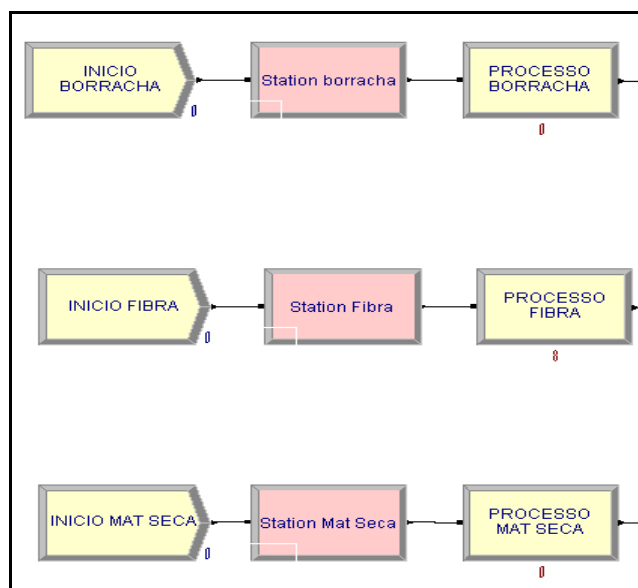 INICIO
BORRACHA
Station borracha
PROCESSO
BORRACHA
0
0
INICIO FIBRA
Station Fibra
PROCESSO
FIBRA
0
8
INICIO MAT SECA
Station Mat Seca
PROCESSO
MAT SECA
0
0